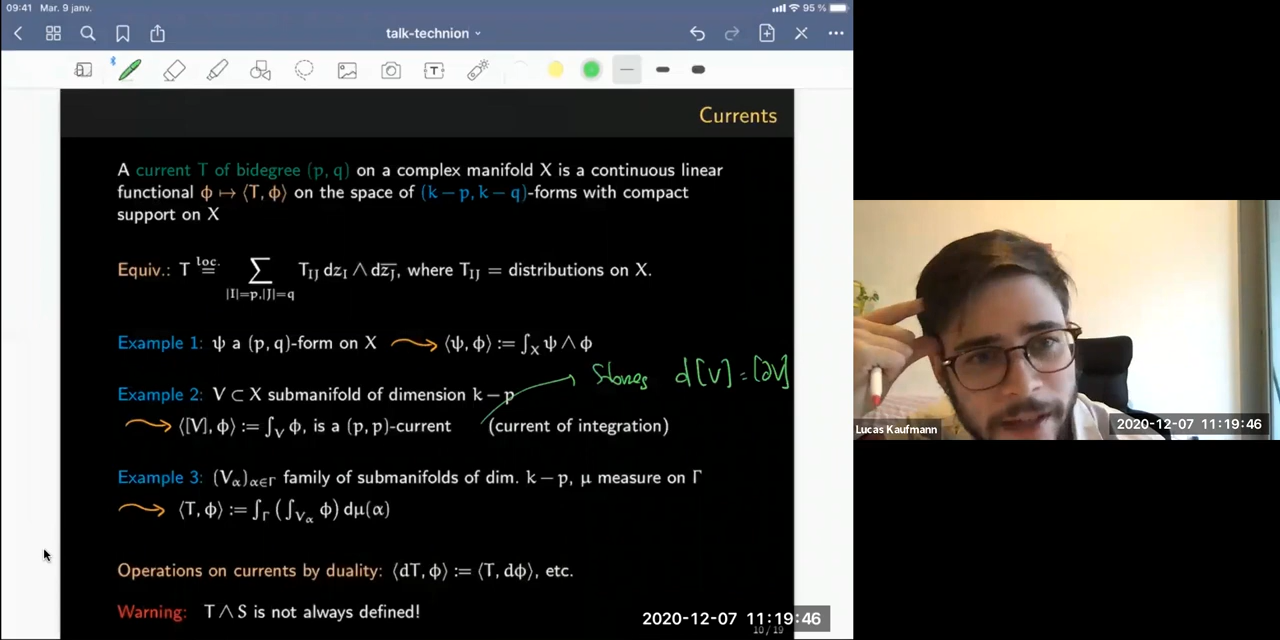 09:41 Mar. 9 janv.
95 %
talk-technion
T
Currents
A current T of bidegree (p, q) on a complex manifold X is a continuous linear
functional ϕ ↦ ⟨T, ϕ⟩ on the space of (k − p, k − q)-forms with compact
support on X
Equiv.: T loc.= ∑|I|=p,|J|=q T_IJ dz_I ∧ dz̄_J, where T_IJ = distributions on X.
Example 1: ψ a (p, q)-form on X ⟨ψ, ϕ⟩ := ∫_X ψ ∧ ϕ
Stokes d[V] = [∂V]
Example 2: V ⊂ X submanifold of dimension k − p
⟨[V], ϕ⟩ := ∫_V ϕ, is a (p, p)-current (current of integration)
Example 3: (V_α)_α∈Γ family of submanifolds of dim. k − p, μ measure on Γ
⟨T, ϕ⟩ := ∫_Γ (∫_V_α ϕ) dμ(α)
Operations on currents by duality: ⟨dT, ϕ⟩ := ⟨T, dϕ⟩, etc.
Warning: T ∧ S is not always defined!
2020-12-07 11:19:46
10 / 19
Lucas Kaufmann
2020-12-07 11:19:46